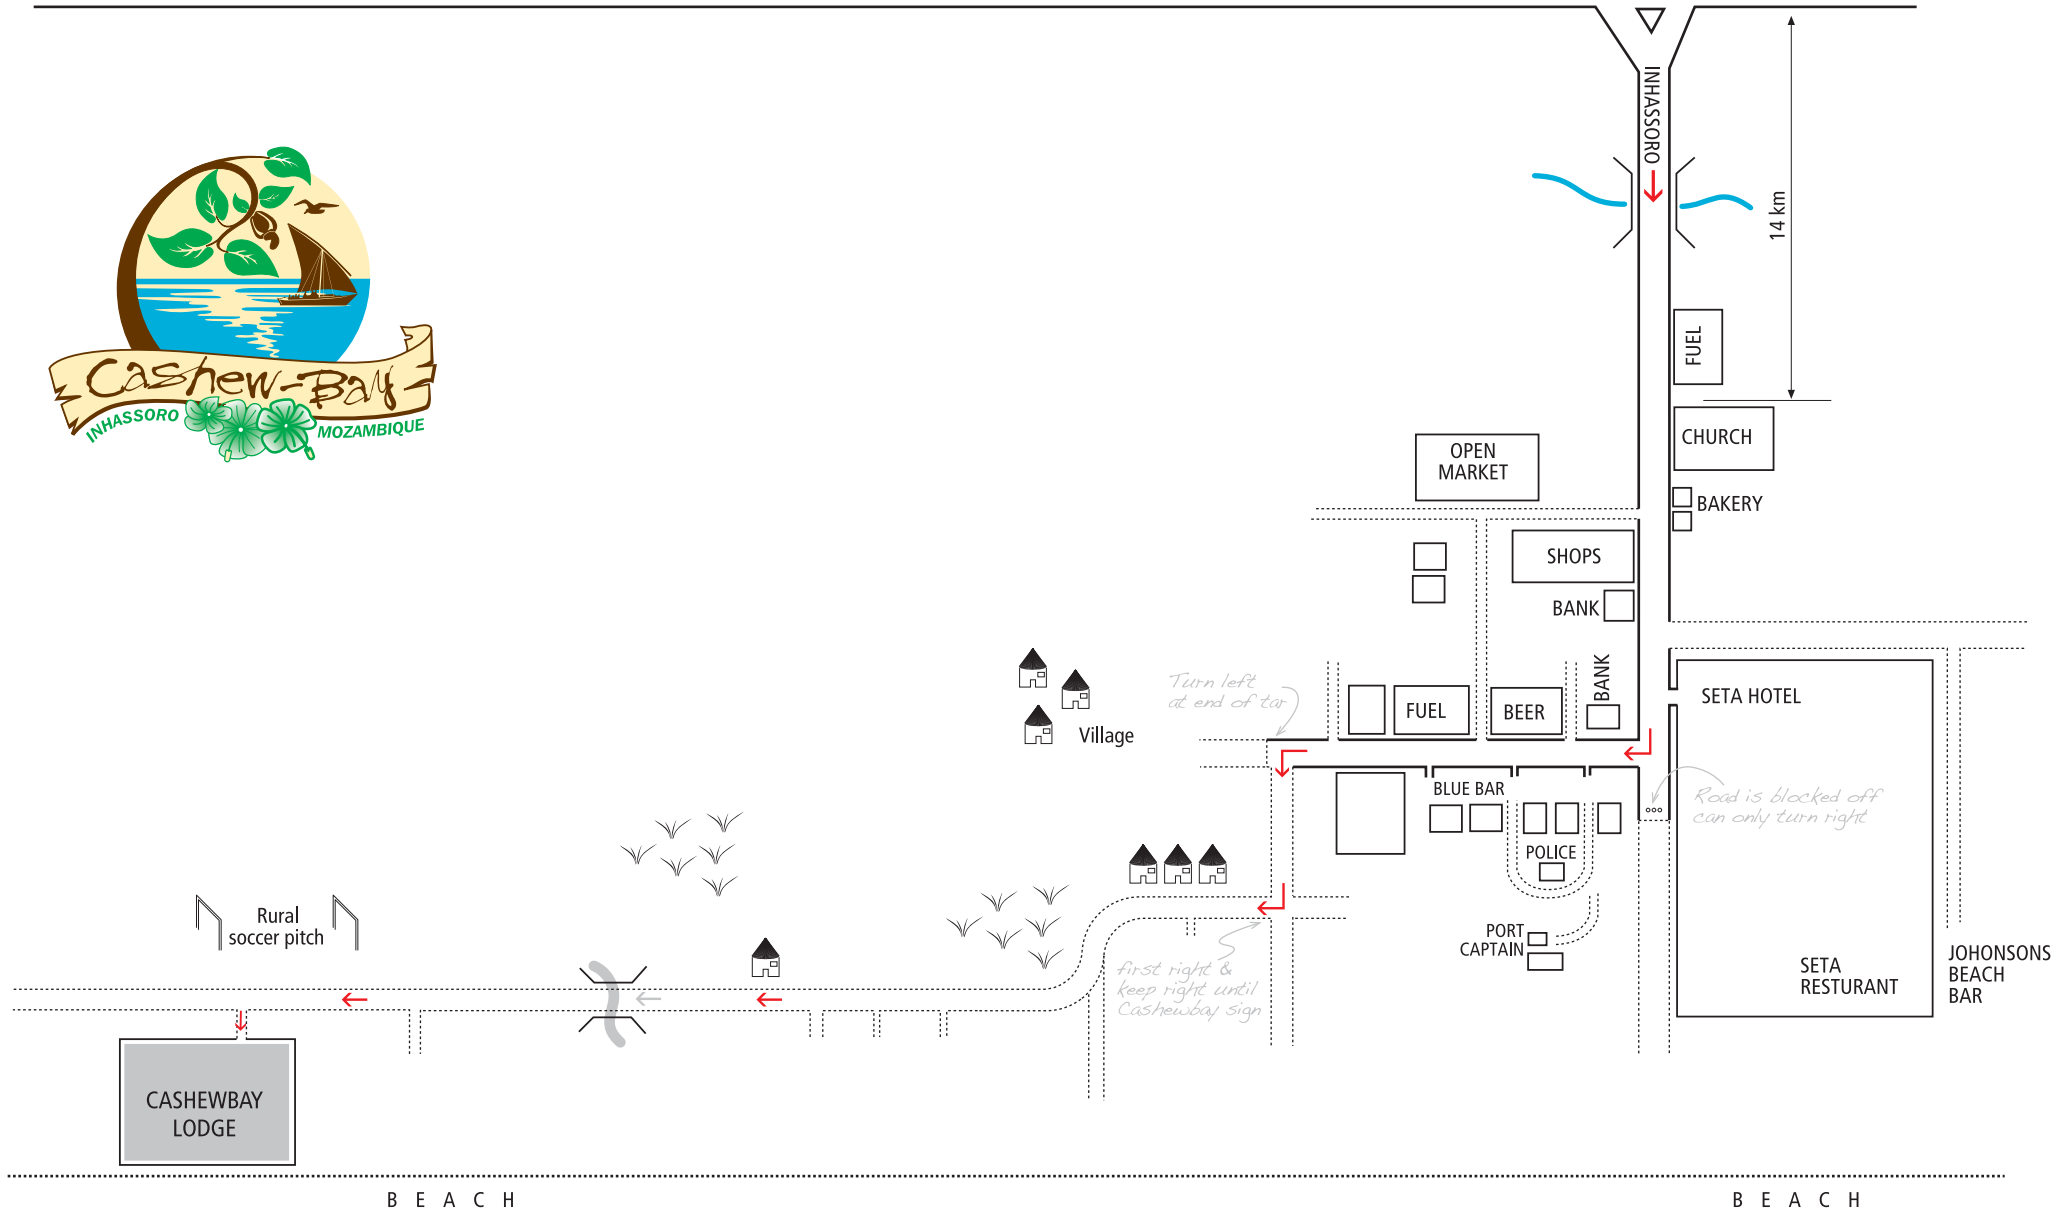 INHASSORO
14 km
Cashew-Bay
INHASSORO
MOZAMBIQUE
FUEL
CHURCH
OPEN
MARKET
BAKERY
SHOPS
BANK
BANK
SETA HOTEL
Turn left
at end of tar
FUEL
BEER
Village
BLUE BAR
Road is blocked off
can only turn right
POLICE
Rural
soccer pitch
PORT
CAPTAIN
JOHONSONS
BEACH
BAR
SETA
RESTURANT
first right &
keep right until
Cashewbay sign
CASHEWBAY
LODGE
BEACH
BEACH